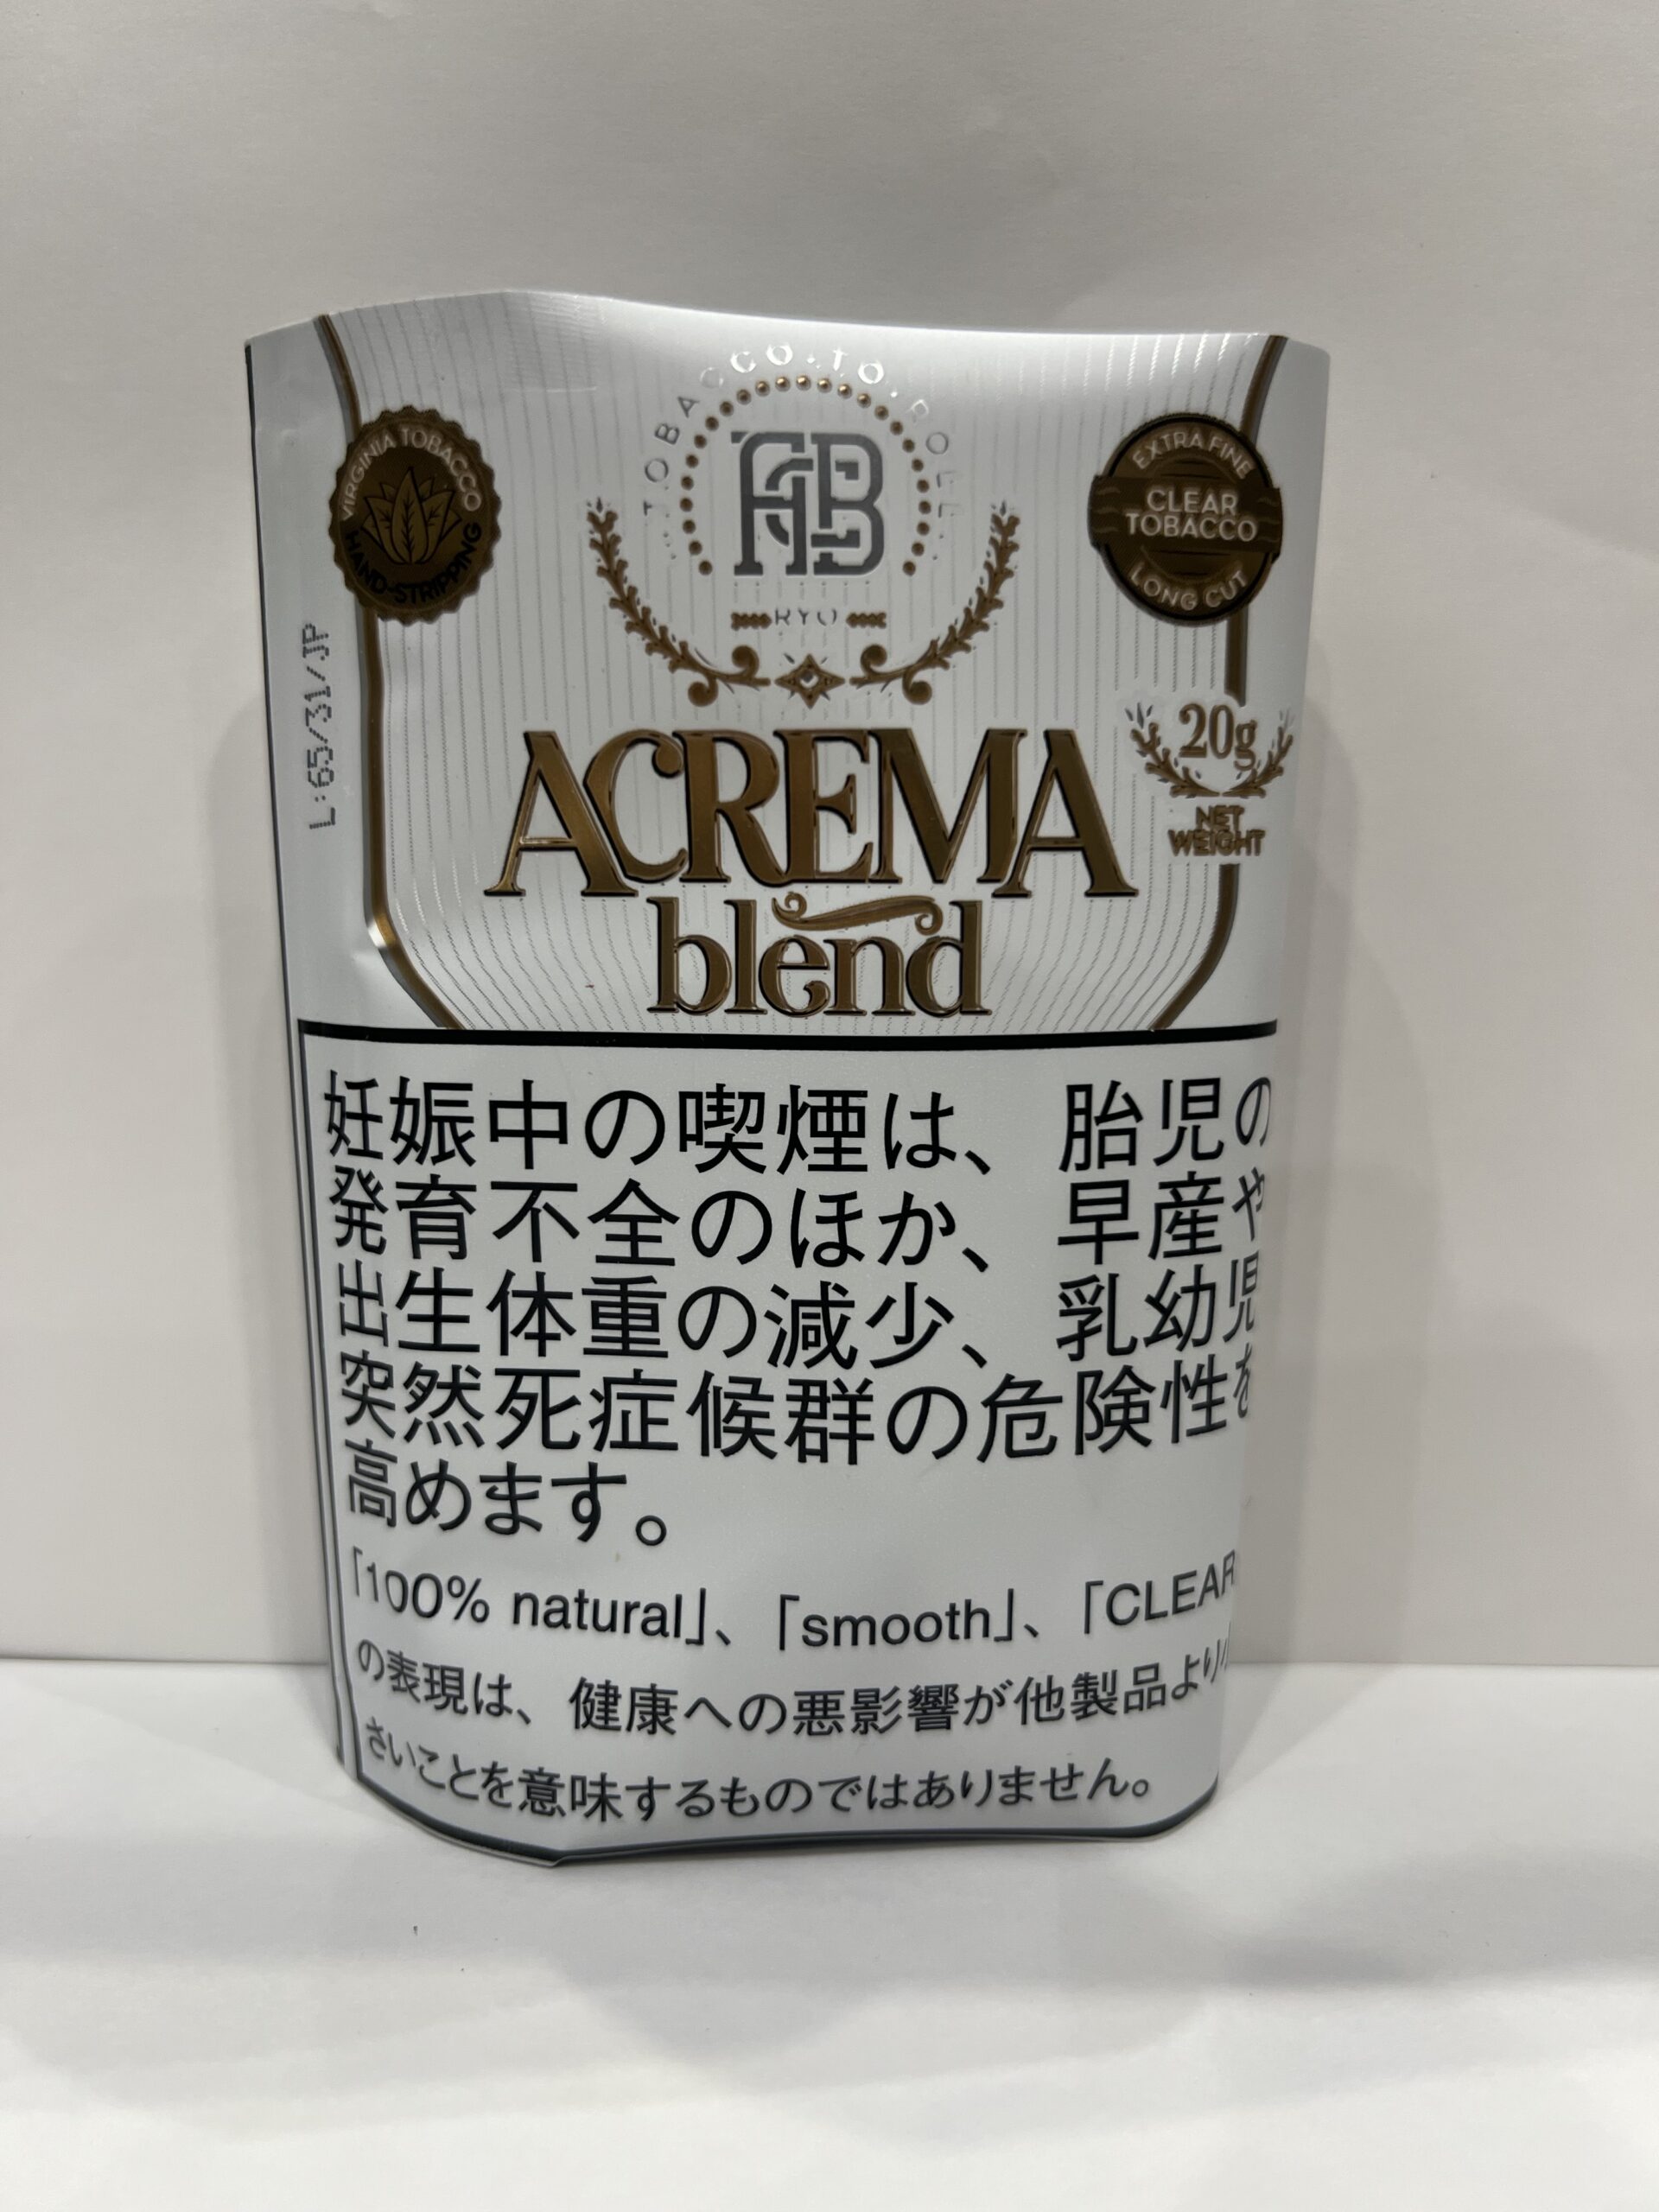 TOBACCO·TO·ROLL
ACB
RYO
VIRGINIA TOBACCO
HAND-STRIPPING
EXTRA FINE
CLEAR
TOBACCO
LONG CUT
L:65/31/JP
20g
NET
WEIGHT
ACREMA
blend
妊娠中の喫煙は、胎児の
発育不全のほか、早産や
出生体重の減少、乳幼児
突然死症候群の危険性を
高めます。
「100% natural」、「smooth」、「CLEAR
の表現は、健康への悪影響が他製品より小
さいことを意味するものではありません。